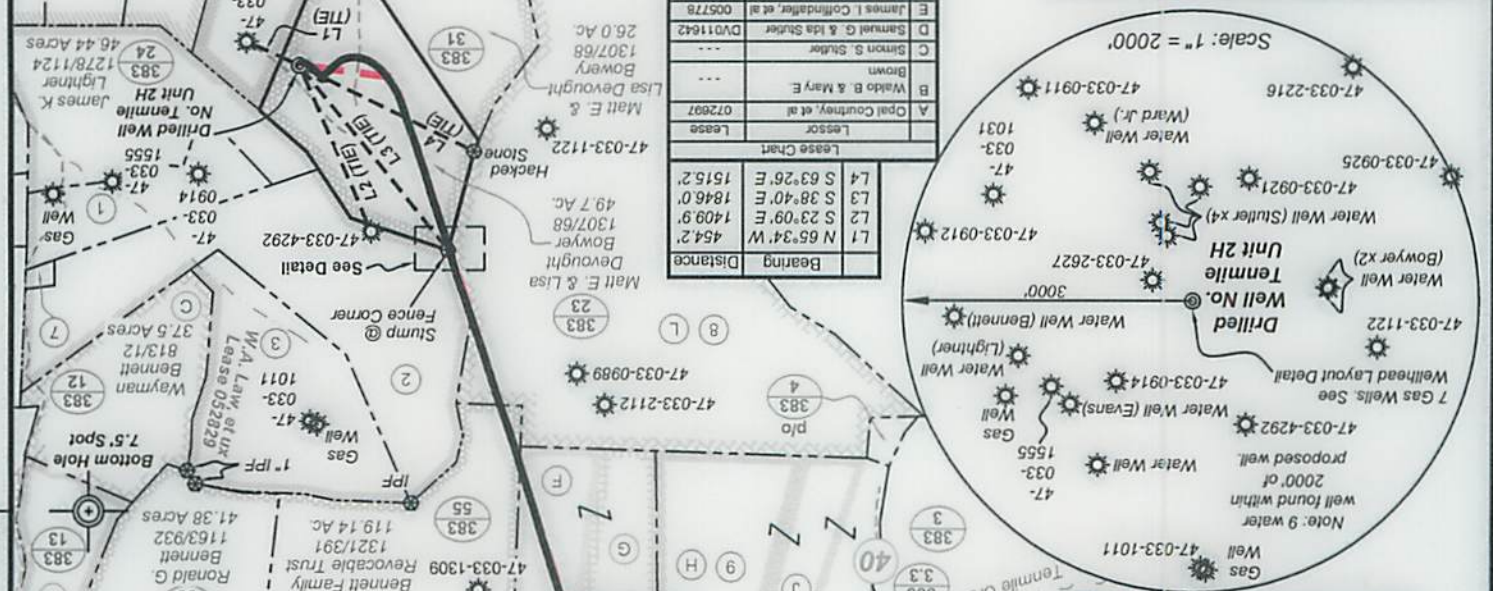 Scale: 1" = 2000'
47-033-2216
47-033-0911
Water Well
(Ward Jr.)
47-
033-
1031
47-033-0925
47-033-0921
Water Well (Stutler x4)
47-033-0912
Water Well
(Bowyer x2)
47-033-2627
Drilled
Well No.
Tenmile
Unit 2H
3000'
Water Well (Bennett)
47-033-1122
7 Gas Wells. See
Wellhead Layout Detail
Water
Well
(Lightner)
47-033-0914
Water Well (Evans)
Gas
Well
47-033-4292
47-
033-
1555
Water Well
Note: 9 water
well found within
2000' of
proposed well.
47-033-1011
Gas
Well
Lease Chart
Lessor Lease
A Opal Courtney, et al 072697
B Waldo B. & Mary E.
Brown ---
C Simon S. Stutler ---
D Samuel G. & Ida Stutler DV011642
E James I. Coffindaffer, et al 005778
Bearing Distance
L1 N 65°34' W 454.2'
L2 S 23°09' E 1409.9'
L3 S 38°40' E 1846.0'
L4 S 63°26' E 1515.2'
47-
033-
L1
(TIE)
L2 (TIE)
L3 (TIE)
L4
(TIE)
383
31
Matt E. &
Lisa Devought
Bowery
1307/68
26.0 Ac
47-033-1122
Hacked
Stone
383
24
James K.
Lightner
1278/1124
46.44 Acres
Drilled Well
No. Tenmile
Unit 2H
47-
033-
1555
47-
033-
0914
1
Gas
Well
47-033-4292
See Detail
Stump @
Fence Corner
Matt E. & Lisa
Devought
Bowyer
1307/68
49.7 Ac.
383
23
8
L
7
C
383
12
Wayman
Bennett
813/12
37.5 Acres
3
W.A. Law, et ux
Lease 052829
2
47-
033-
1011
Gas
Well
47-033-0989
47-033-2112
p/o
383
4
Bottom Hole
7.5' Spot
1" IPF
IPF
383
13
Ronald G.
Bennett
1163/932
41.38 Acres
383
55
Bennett Family
Revocable Trust
1321/391
119.14 Ac
47-033-1309
F
G
H
9
J
Z
Z
Z
40
383
3
3.3
Tenmile